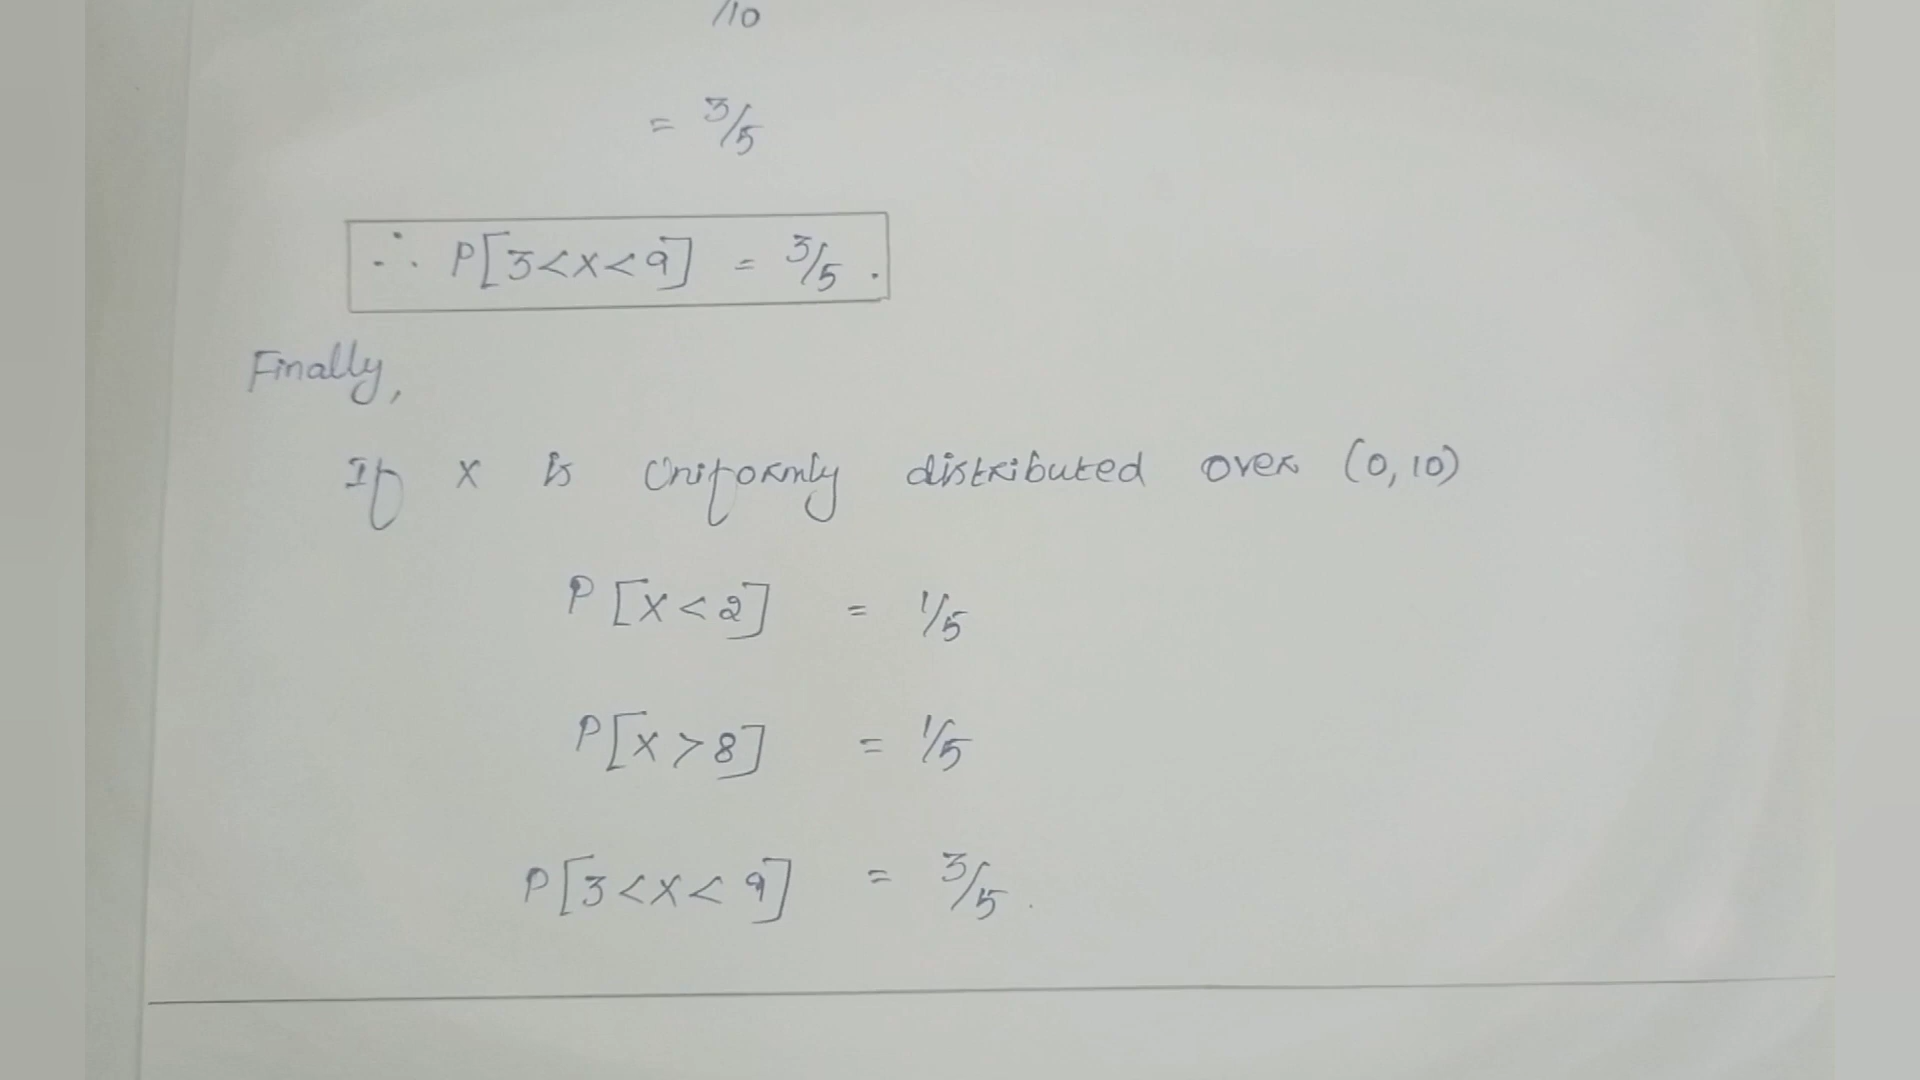 /10
= 3/5
∴ P[3<x<9] = 3/5.
Finally,
If x is Uniformly distributed over (0,10)
P[x<2] = 1/5
P[x>8] = 1/5
P[3<x<9] = 3/5.